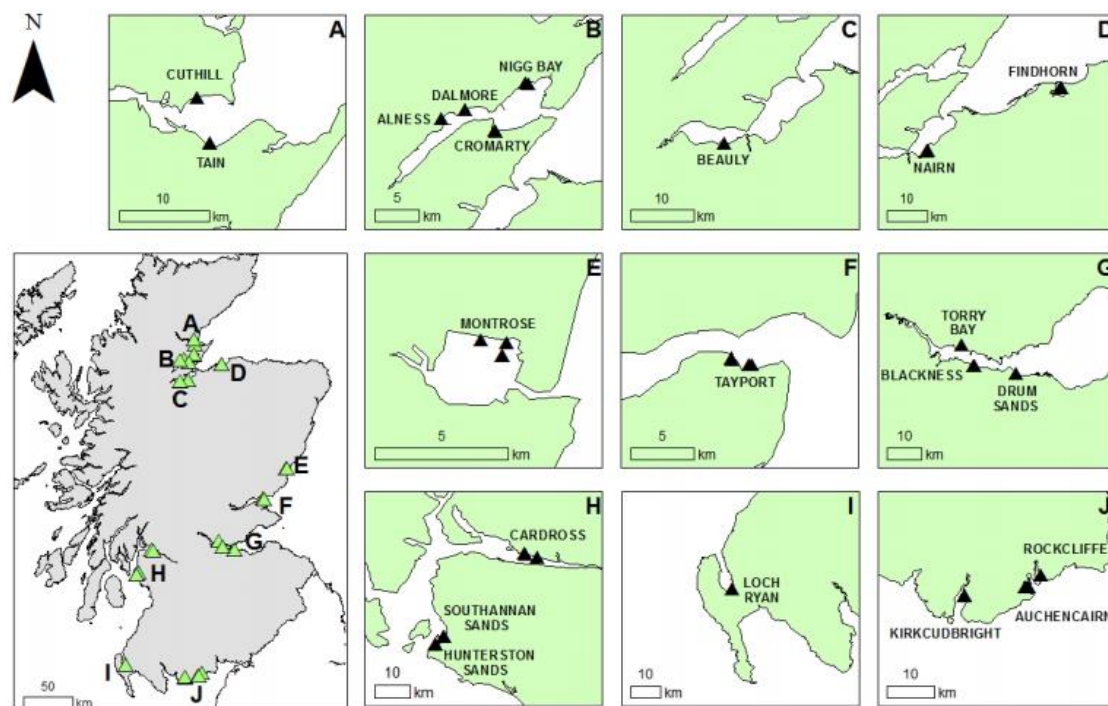 N
A
CUTHILL
TAIN
10
km
B
NIGG BAY
DALMORE
ALNESS
CROMARTY
5
km
C
BEAULY
10
km
D
FINDHORN
NAIRN
10
km
A
B
D
C
E
F
G
H
I
J
50
km
E
MONTROSE
5
km
F
TAYPORT
5
km
G
TORRY
BAY
BLACKNESS
DRUM
SANDS
10
km
H
CARDROSS
SOUTHANNAN
SANDS
HUNTERSTON
SANDS
10
km
I
LOCH
RYAN
10
km
J
ROCKCLIFFE
AUCHENCAIRN
KIRKCUDBRIGHT
10
km